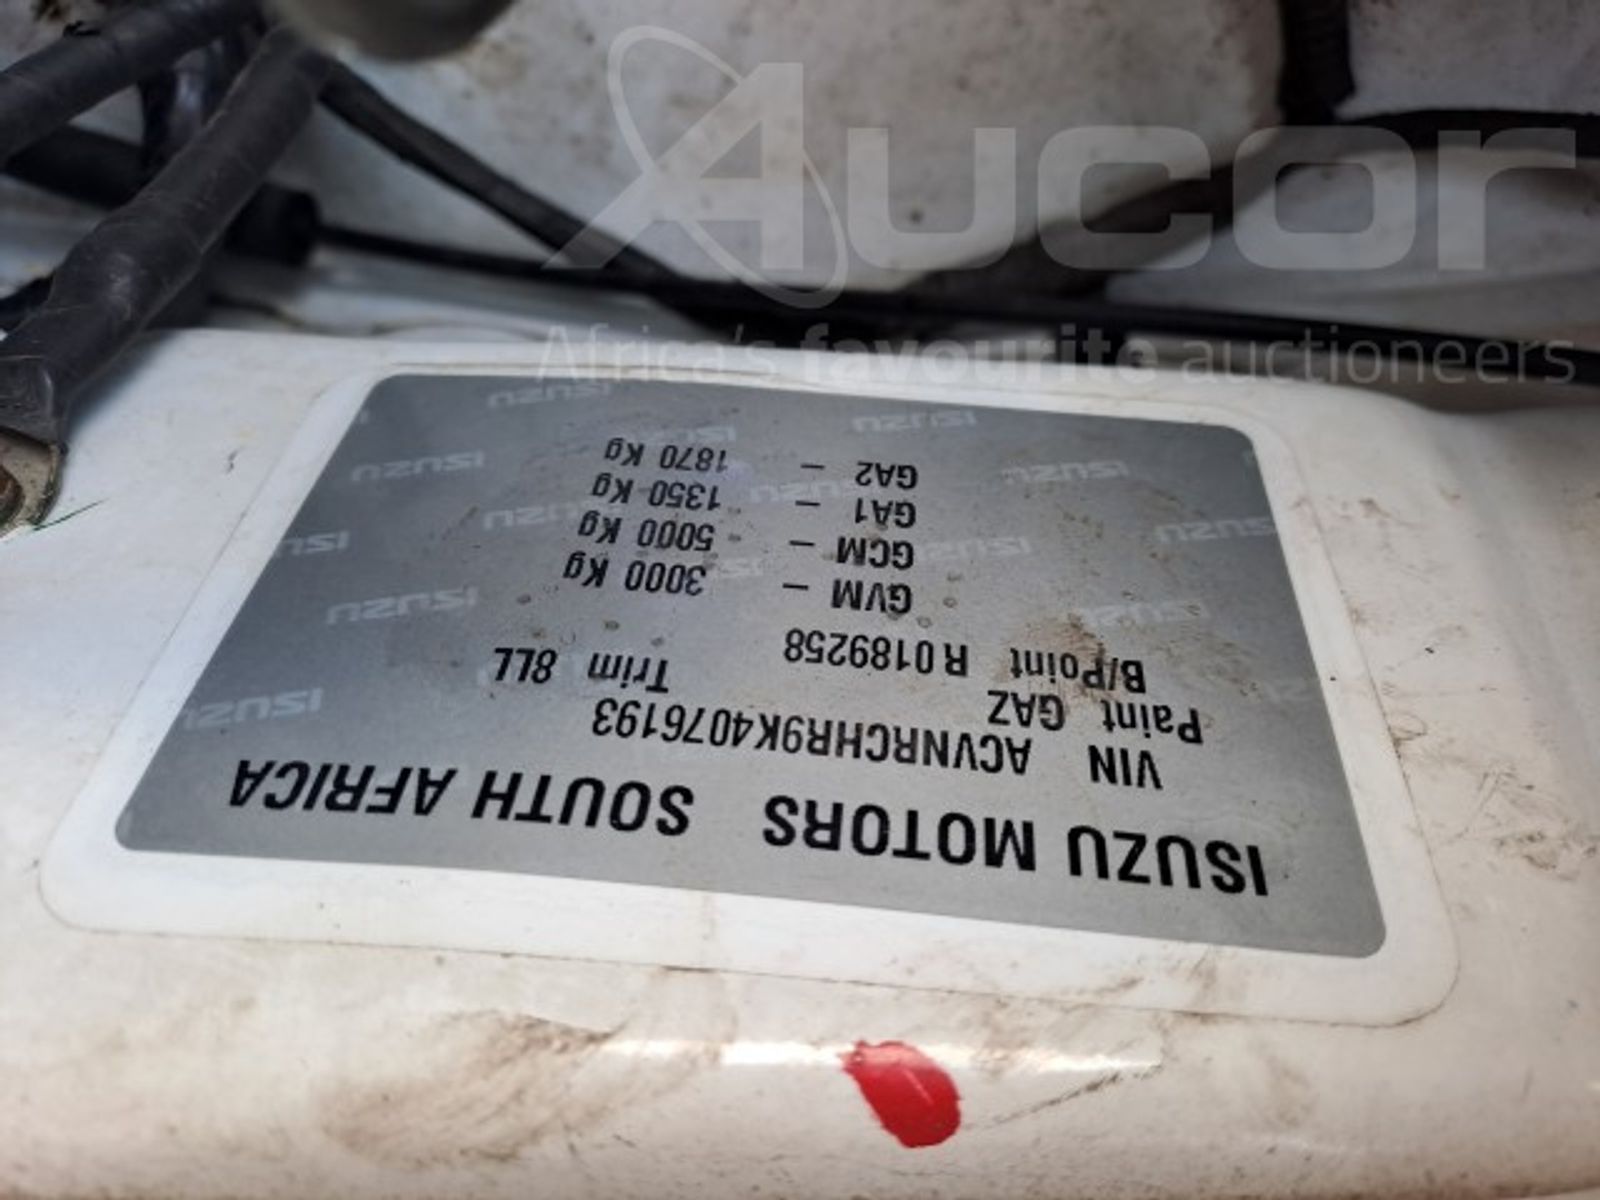 Aucor
Africa's favourite auctioneers
ISUZU MOTORS SOUTH AFRICA
VIN ACVNRCHR9K4076193
Paint GAZ Trim 8LL
B/Point R0189258
GVM – 3000 Kg
GCM – 5000 Kg
GA1 – 1350 Kg
GA2 – 1870 Kg